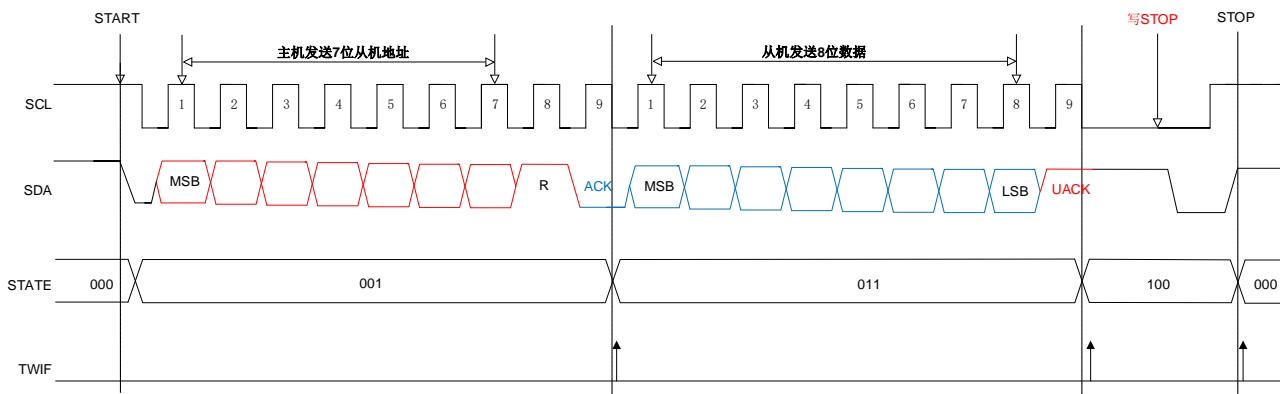 START 写STOP STOP
主机发送7位从机地址 从机发送8位数据
SCL 1 2 3 4 5 6 7 8 9 1 2 3 4 5 6 7 8 9
SDA MSB R ACK MSB LSB UACK
STATE 000 001 011 100 000
TWIF